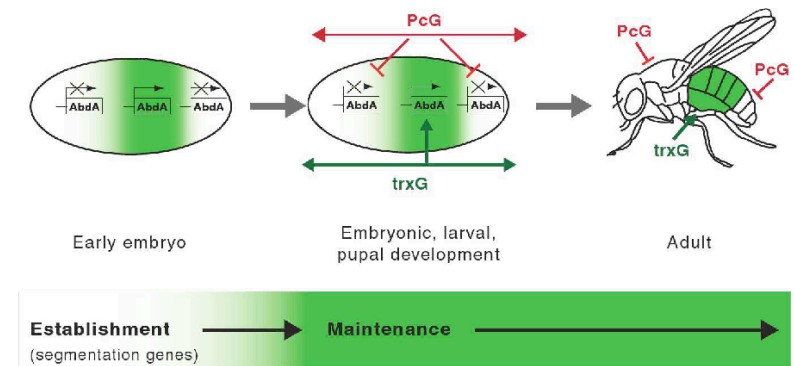 PcG
PcG
PcG
AbdA
AbdA
AbdA
AbdA
AbdA
AbdA
trxG
trxG
Early embryo
Embryonic, larval,
pupal development
Adult
Establishment
Maintenance
(segmentation genes)